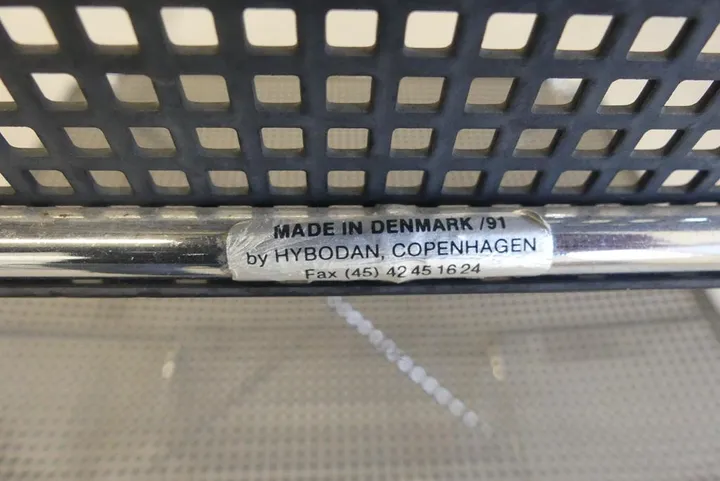 MADE IN DENMARK /91
by HYBODAN, COPENHAGEN
Fax (45) 42 45 16 24